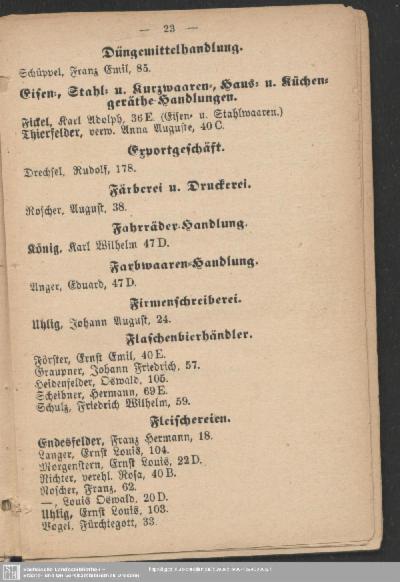 — 23 —
Düngemittelhandlung.
Schüppel, Franz Emil, 85.
Eisen-, Stahl- u. Kurzwaaren-, Haus- u. Küchen-
geräthe-Handlungen.
Fickel, Karl Adolph, 36 E. (Eisen- u. Stahlwaaren.)
Thierfelder, verw. Anna Auguste, 40 C.
Exportgeschäft.
Drechsel, Rudolf, 178.
Färberei u. Druckerei.
Roscher, August, 38.
Fahrräder-Handlung.
König, Karl Wilhelm 47 D.
Farbwaaren-Handlung.
Anger, Eduard, 47 D.
Firmenschreiberei.
Uhlig, Johann August, 24.
Flaschenbierhändler.
Förster, Ernst Emil, 40 E.
Graupner, Johann Friedrich, 57.
Heidenfelder, Oswald, 105.
Scheibner, Hermann, 69 E.
Schulz, Friedrich Wilhelm, 59.
Fleischereien.
Endesfelder, Franz Hermann, 18.
Langer, Ernst Louis, 104.
Morgenstern, Ernst Louis, 22 D.
Richter, verehl. Rosa, 40 B.
Roscher, Franz, 62.
—, Louis Oswald, 20 D.
Uhlig, Ernst Louis, 103.
Vogel, Fürchtegott, 33.